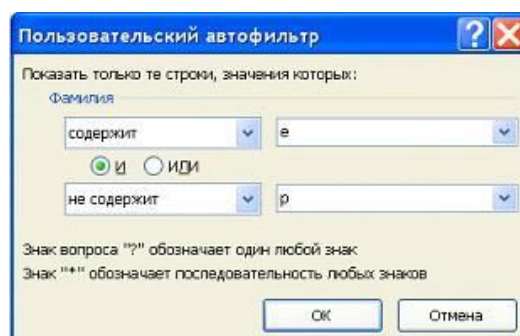 Пользовательский автофильтр
Показать только те строки, значения которых:
Фамилия
содержит е
И ИЛИ
не содержит р
Знак вопроса "?" обозначает один любой знак
Знак "*" обозначает последовательность любых знаков
ОК Отмена